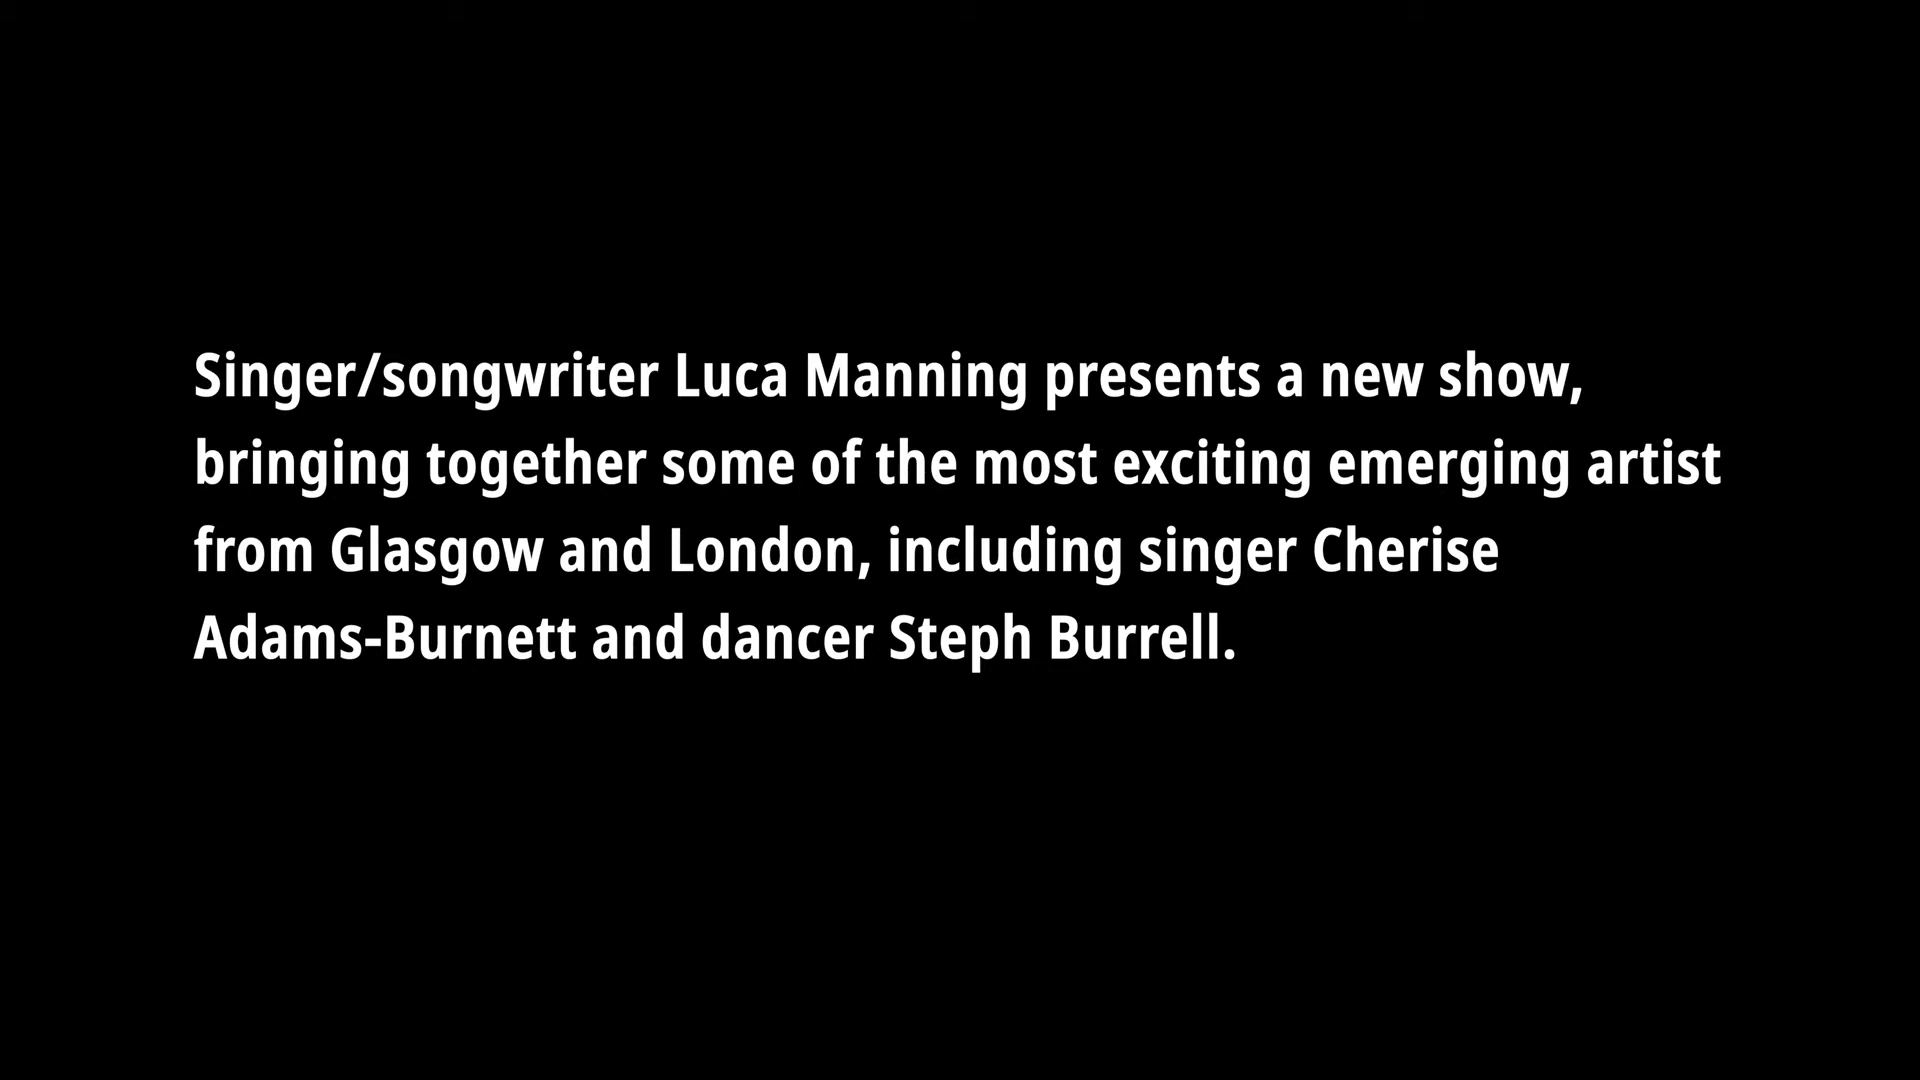 Singer/songwriter Luca Manning presents a new show,
bringing together some of the most exciting emerging artist
from Glasgow and London, including singer Cherise
Adams-Burnett and dancer Steph Burrell.